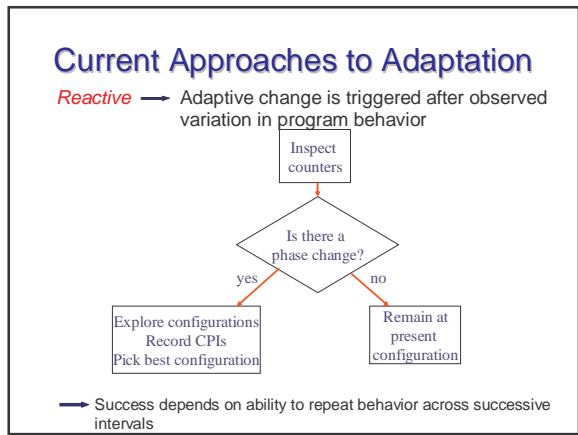 Current Approaches to Adaptation
Reactive Adaptive change is triggered after observed
variation in program behavior
Inspect
counters
Is there a
phase change?
yes
no
Explore configurations
Record CPIs
Pick best configuration
Remain at
present
configuration
Success depends on ability to repeat behavior across successive
intervals